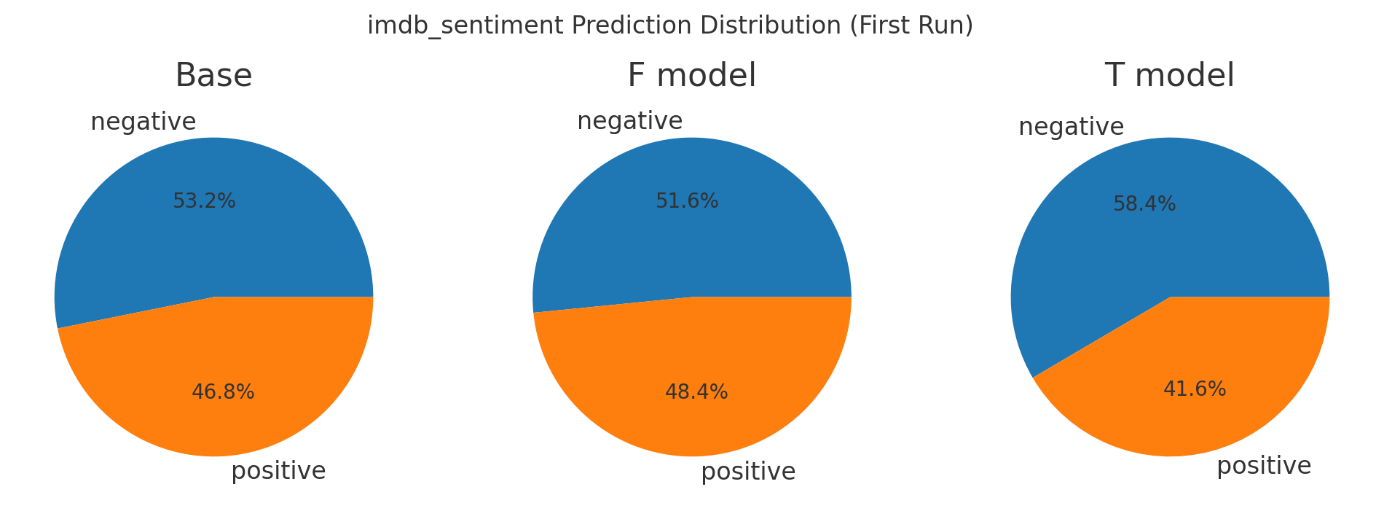 imdb_sentiment Prediction Distribution (First Run)
Base
negative
53.2%
46.8%
positive
F model
negative
51.6%
48.4%
positive
T model
negative
58.4%
41.6%
positive